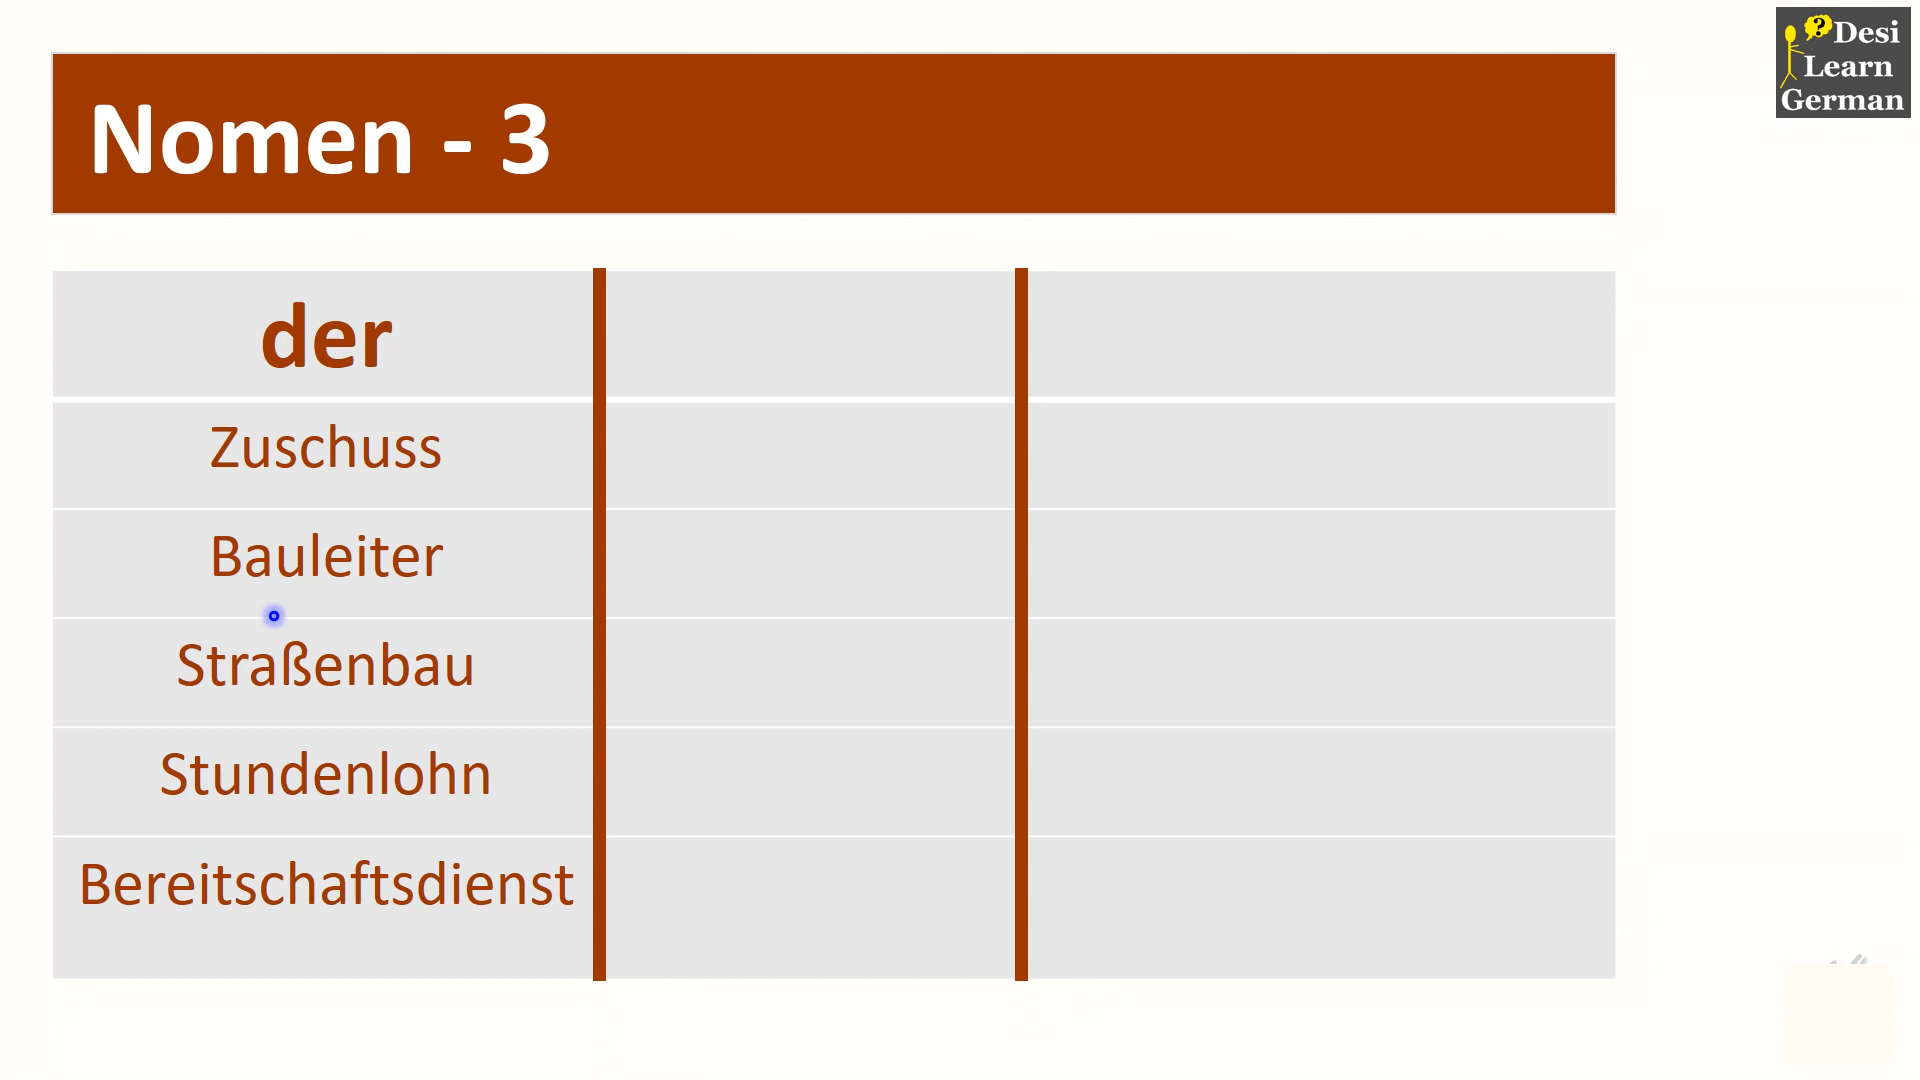 Nomen - 3
? Desi
Learn
German
der
Zuschuss
Bauleiter
Straßenbau
Stundenlohn
Bereitschaftsdienst